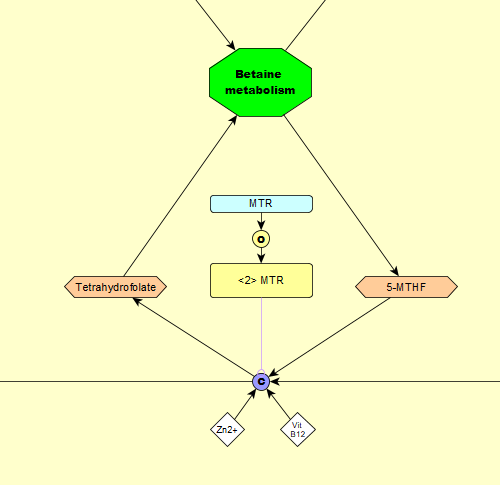 Betaine
metabolism
MTR
o
<2> MTR
Tetrahydrofolate
5-MTHF
C
Zn2+
Vit
B12